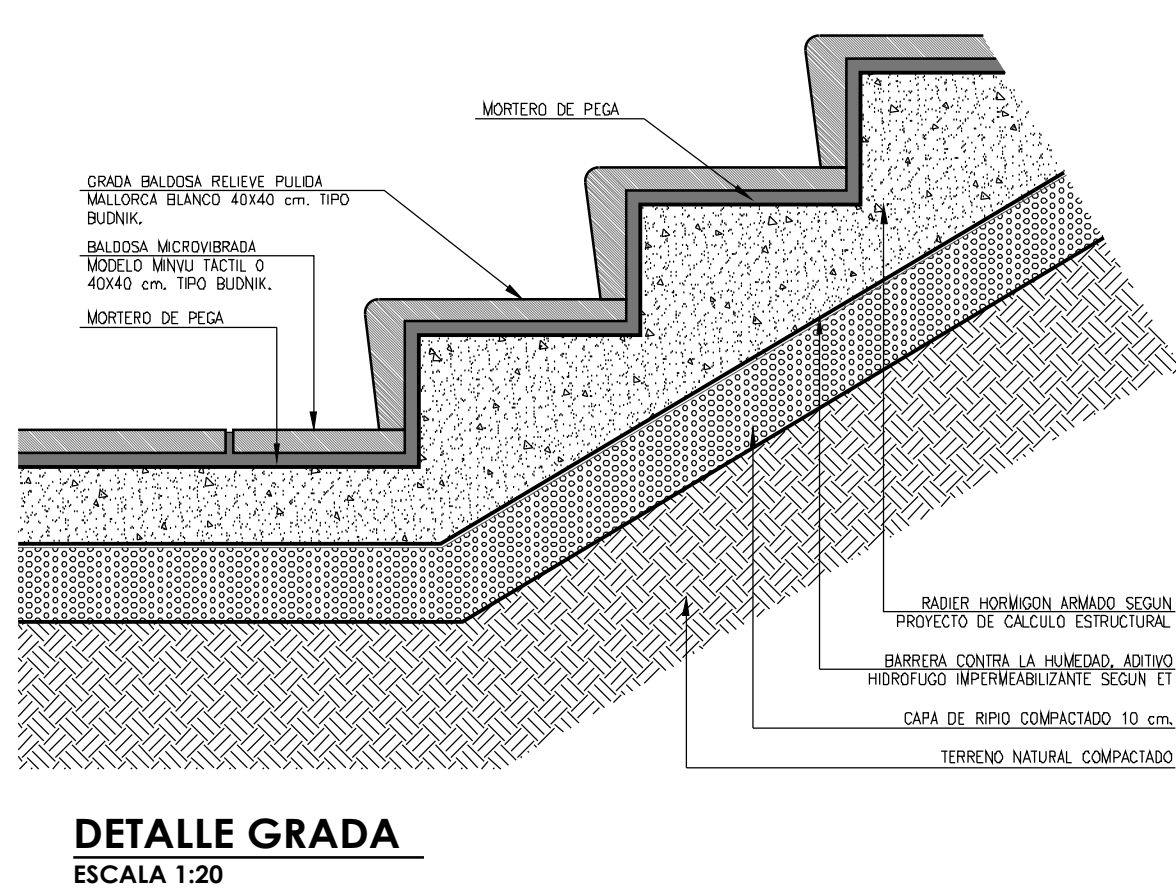 MORTERO DE PEGA
GRADA BALDOSA RELIEVE PULIDA
MALLORCA BLANCO 40X40 cm. TIPO
BUDNIK.
BALDOSA MICROVIBRADA
MODELO MINVU TACTIL 0
40X40 cm. TIPO BUDNIK.
MORTERO DE PEGA
RADIER HORMIGON ARMADO SEGUN
PROYECTO DE CALCULO ESTRUCTURAL
BARRERA CONTRA LA HUMEDAD, ADITIVO
HIDROFUGO IMPERMEABILIZANTE SEGUN ET
CAPA DE RIPIO COMPACTADO 10 cm.
TERRENO NATURAL COMPACTADO
DETALLE GRADA
ESCALA 1:20